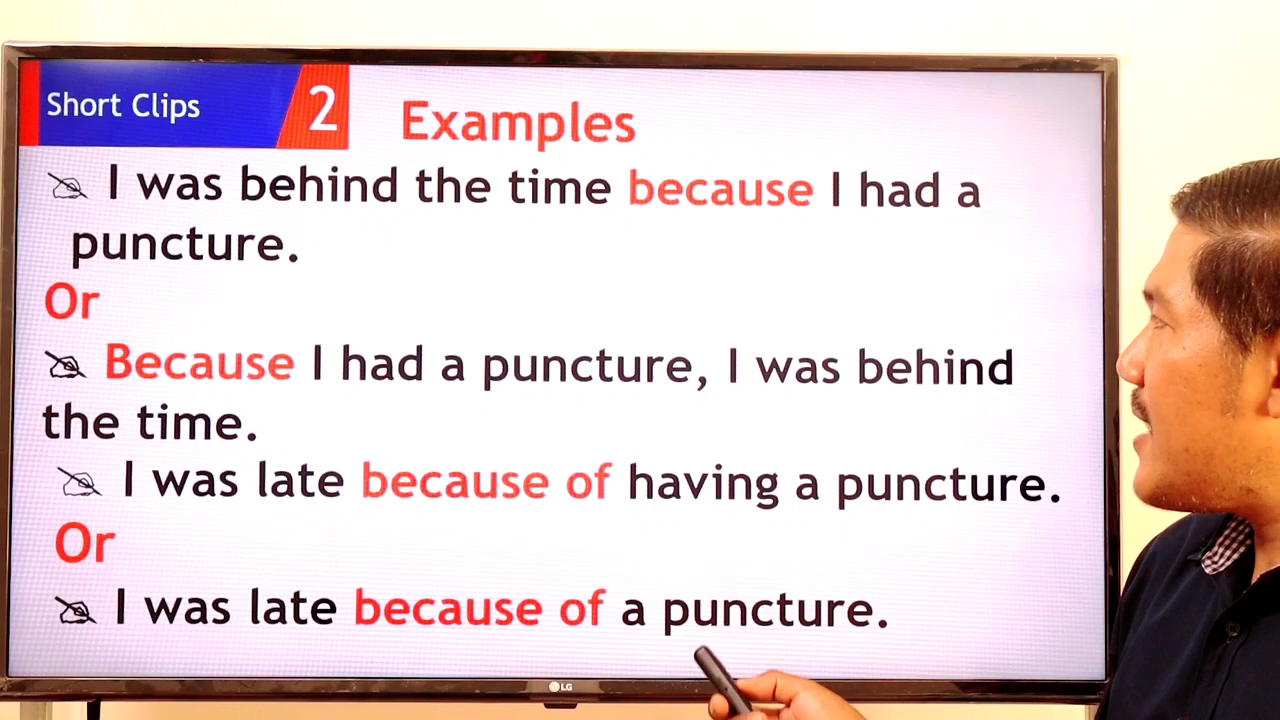 Short Clips 2 Examples
I was behind the time because I had a
puncture.
Or
Because I had a puncture, I was behind
the time.
I was late because of having a puncture.
Or
I was late because of a puncture.
LG